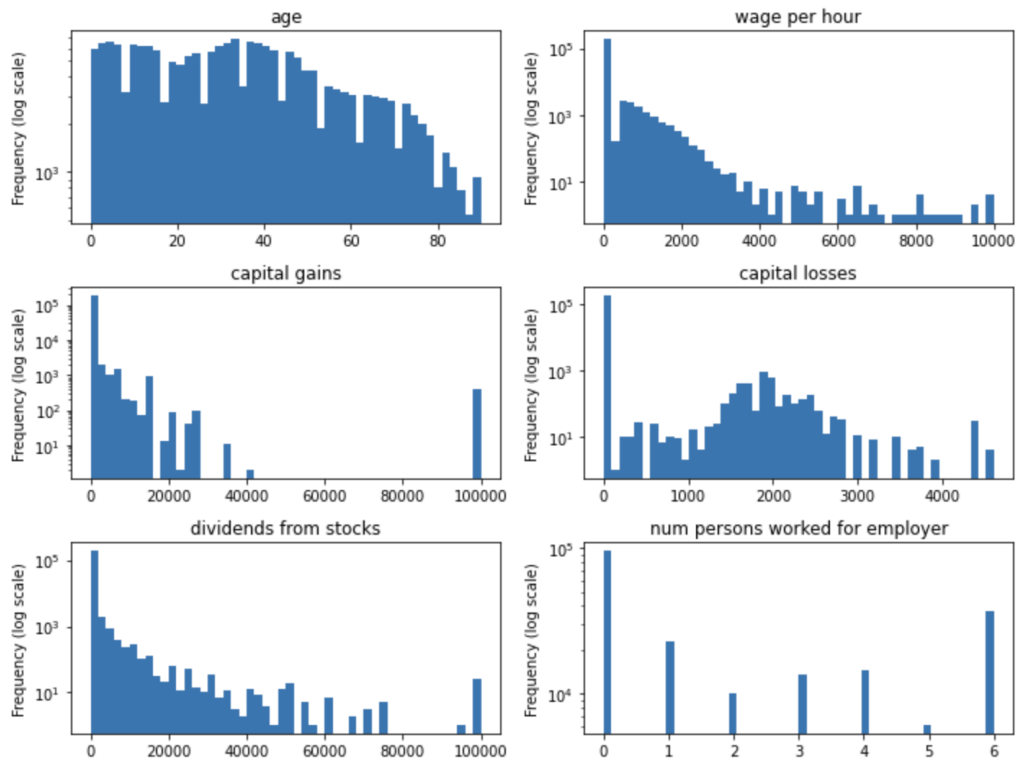 age
Frequency (log scale)
10³
0 20 40 60 80
wage per hour
Frequency (log scale)
10⁵
10³
10¹
0 2000 4000 6000 8000 10000
capital gains
Frequency (log scale)
10⁵
10⁴
10³
10²
10¹
0 20000 40000 60000 80000 100000
capital losses
Frequency (log scale)
10⁵
10³
10¹
0 1000 2000 3000 4000
dividends from stocks
Frequency (log scale)
10⁵
10³
10¹
0 20000 40000 60000 80000 100000
num persons worked for employer
Frequency (log scale)
10⁵
10⁴
0 1 2 3 4 5 6